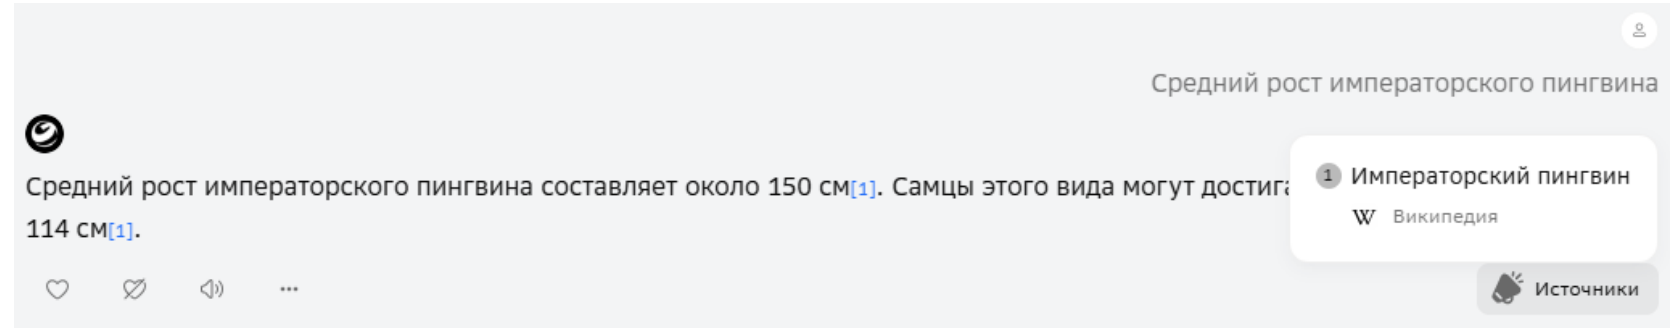 Средний рост императорского пингвина
Средний рост императорского пингвина составляет около 150 см[1]. Самцы этого вида могут
114 см[1].
1 Императорский пингвин
W Википедия
Источники